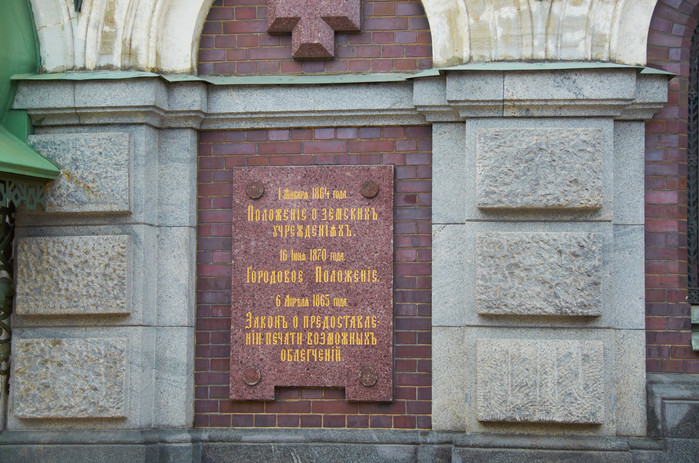 1 Января 1864 года.
Положеніе о земскихъ
учрежденіяхъ.
16 Іюня 1870 года.
Городовое Положеніе.
6 Апреля 1865 года.
Законъ о предоставле-
ніи печати возможныхъ
облегченій.